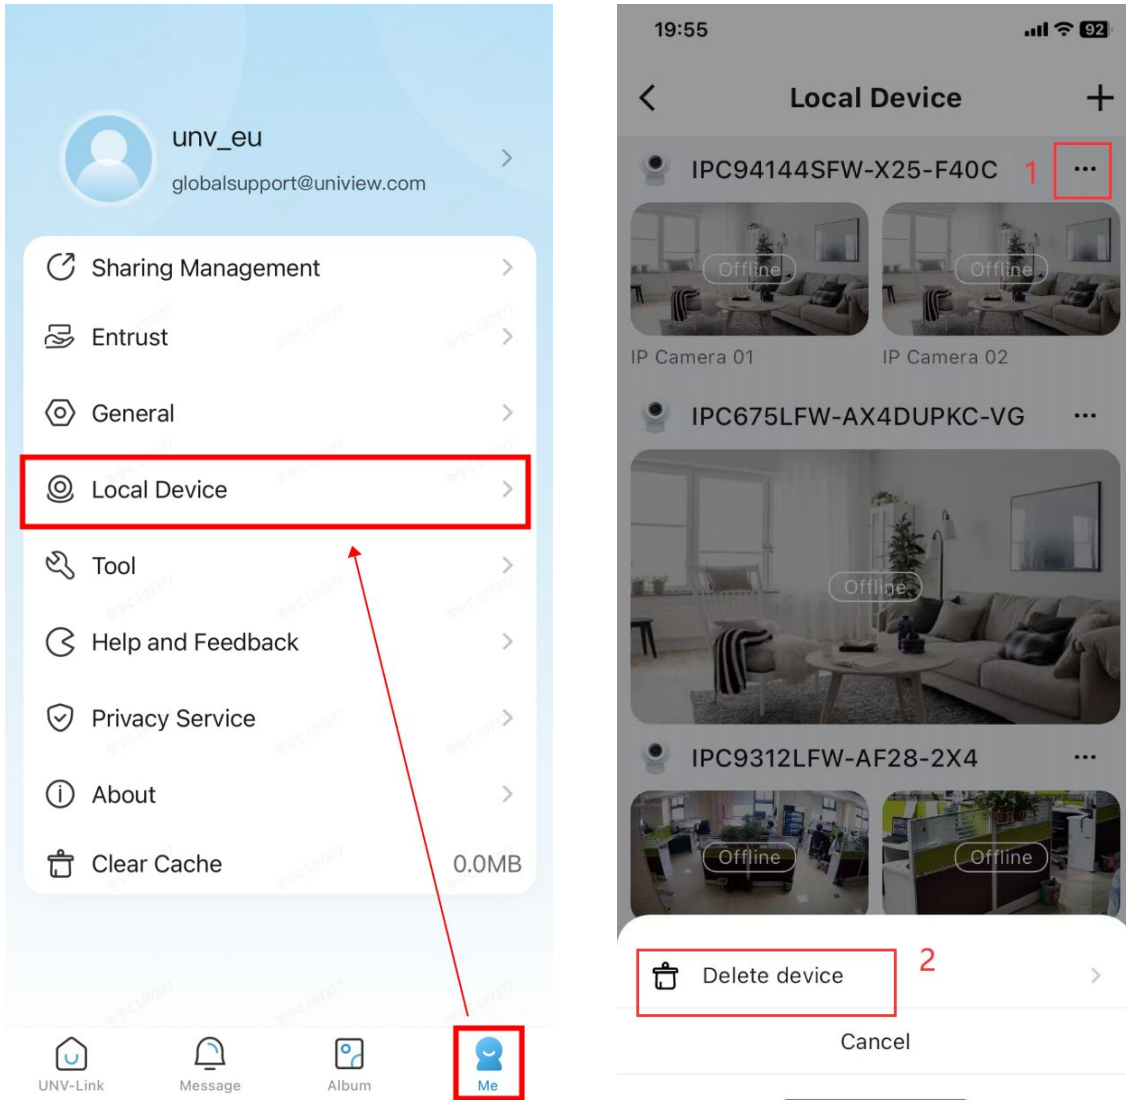 unv_eu
globalsupport@uniview.com
Sharing Management
Entrust
General
Local Device
Tool
Help and Feedback
Privacy Service
About
Clear Cache 0.0MB
UNV-Link Message Album Me
19:55 92
Local Device
IPC94144SFW-X25-F40C 1
Offline Offline
IP Camera 01 IP Camera 02
IPC675LFW-AX4DUPKC-VG
Offline
IPC9312LFW-AF28-2X4
Offline Offline
Delete device 2
Cancel